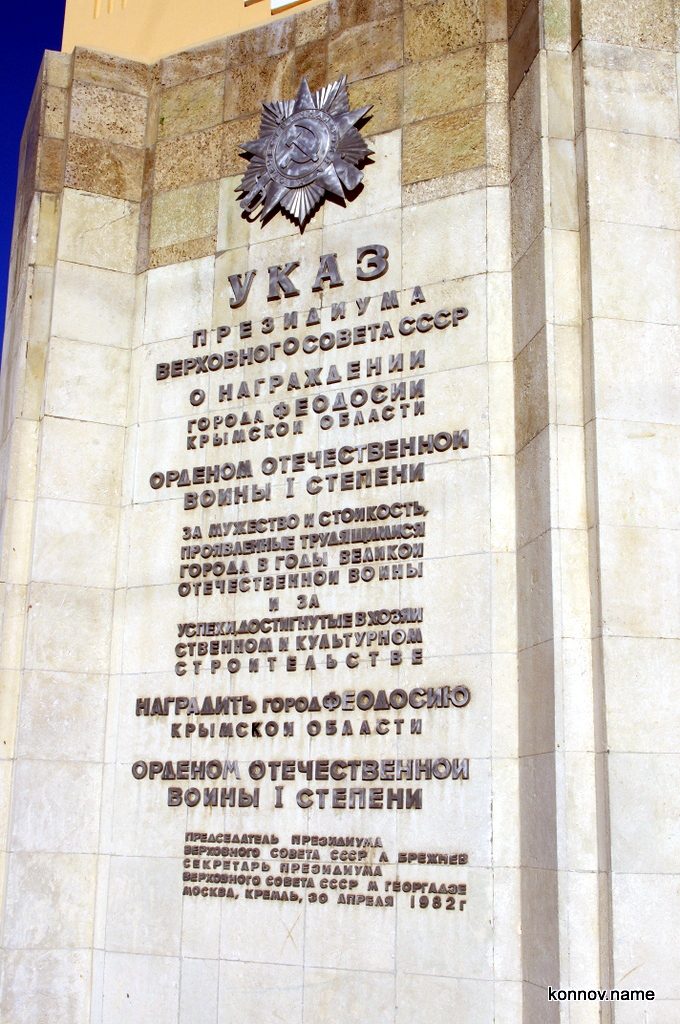 УКАЗ
ПРЕЗИДИУМА
ВЕРХОВНОГО СОВЕТА СССР
О НАГРАЖДЕНИИ
ГОРОДА ФЕОДОСИИ
КРЫМСКОЙ ОБЛАСТИ
ОРДЕНОМ ОТЕЧЕСТВЕННОЙ
ВОЙНЫ I СТЕПЕНИ
ЗА МУЖЕСТВО И СТОЙКОСТЬ,
ПРОЯВЛЕННЫЕ ТРУДЯЩИМИСЯ
ГОРОДА В ГОДЫ ВЕЛИКОЙ
ОТЕЧЕСТВЕННОЙ ВОЙНЫ
И ЗА
УСПЕХИ, ДОСТИГНУТЫЕ В ХОЗЯЙ
СТВЕННОМ И КУЛЬТУРНОМ
СТРОИТЕЛЬСТВЕ
НАГРАДИТЬ ГОРОД ФЕОДОСИЮ
КРЫМСКОЙ ОБЛАСТИ
ОРДЕНОМ ОТЕЧЕСТВЕННОЙ
ВОЙНЫ I СТЕПЕНИ
ПРЕДСЕДАТЕЛЬ ПРЕЗИДИУМА
ВЕРХОВНОГО СОВЕТА СССР Л БРЕЖНЕВ
СЕКРЕТАРЬ ПРЕЗИДИУМА
ВЕРХОВНОГО СОВЕТА СССР М ГЕОРГАДЗЕ
МОСКВА, КРЕМЛЬ, 30 АПРЕЛЯ 1982 г
konnov.name